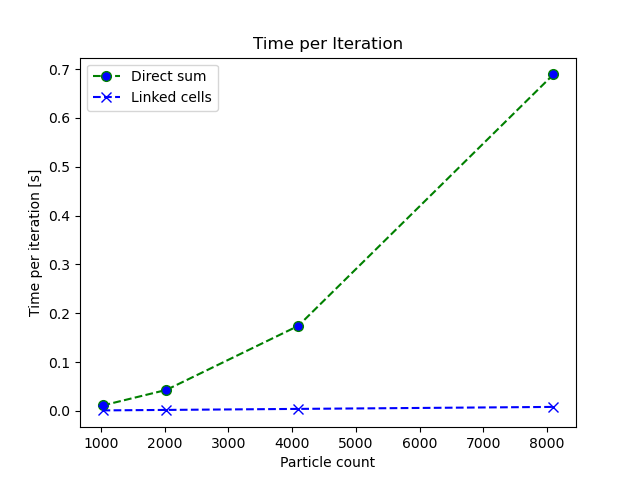 Time per Iteration
Direct sum
Linked cells
Time per iteration [s]
0.7
0.6
0.5
0.4
0.3
0.2
0.1
0.0
1000 2000 3000 4000 5000 6000 7000 8000
Particle count